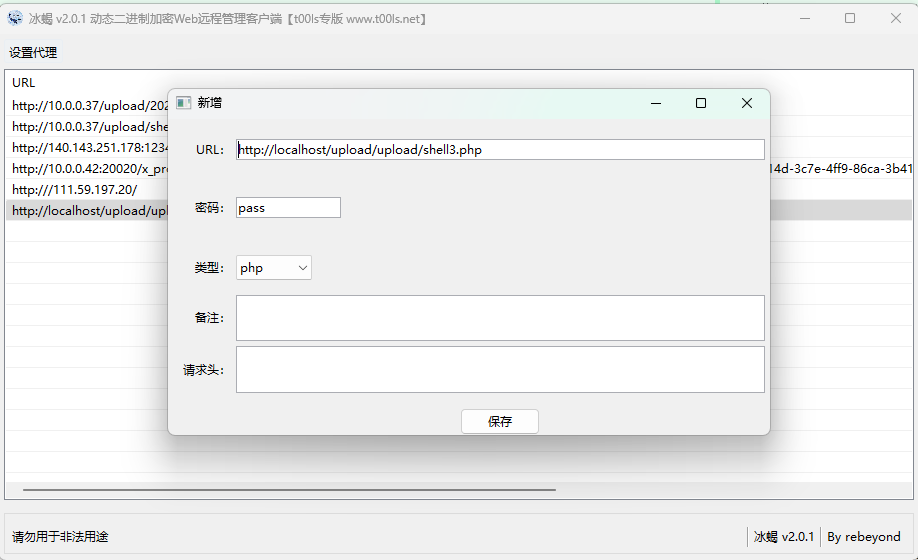 冰蝎 v2.0.1 动态二进制加密Web远程管理客户端【t00ls专版 www.t00ls.net】
设置代理
URL
http://10.0.0.37/upload/202
http://10.0.0.37/upload/she
http://140.143.251.178:1234
http://10.0.0.42:20020/x_pro
14d-3c7e-4ff9-86ca-3b41
http:///111.59.197.20/
http://localhost/upload/upl
新增
URL: http://localhost/upload/upload/shell3.php
密码: pass
类型: php
备注:
请求头:
保存
请勿用于非法用途
冰蝎 v2.0.1
By rebeyond